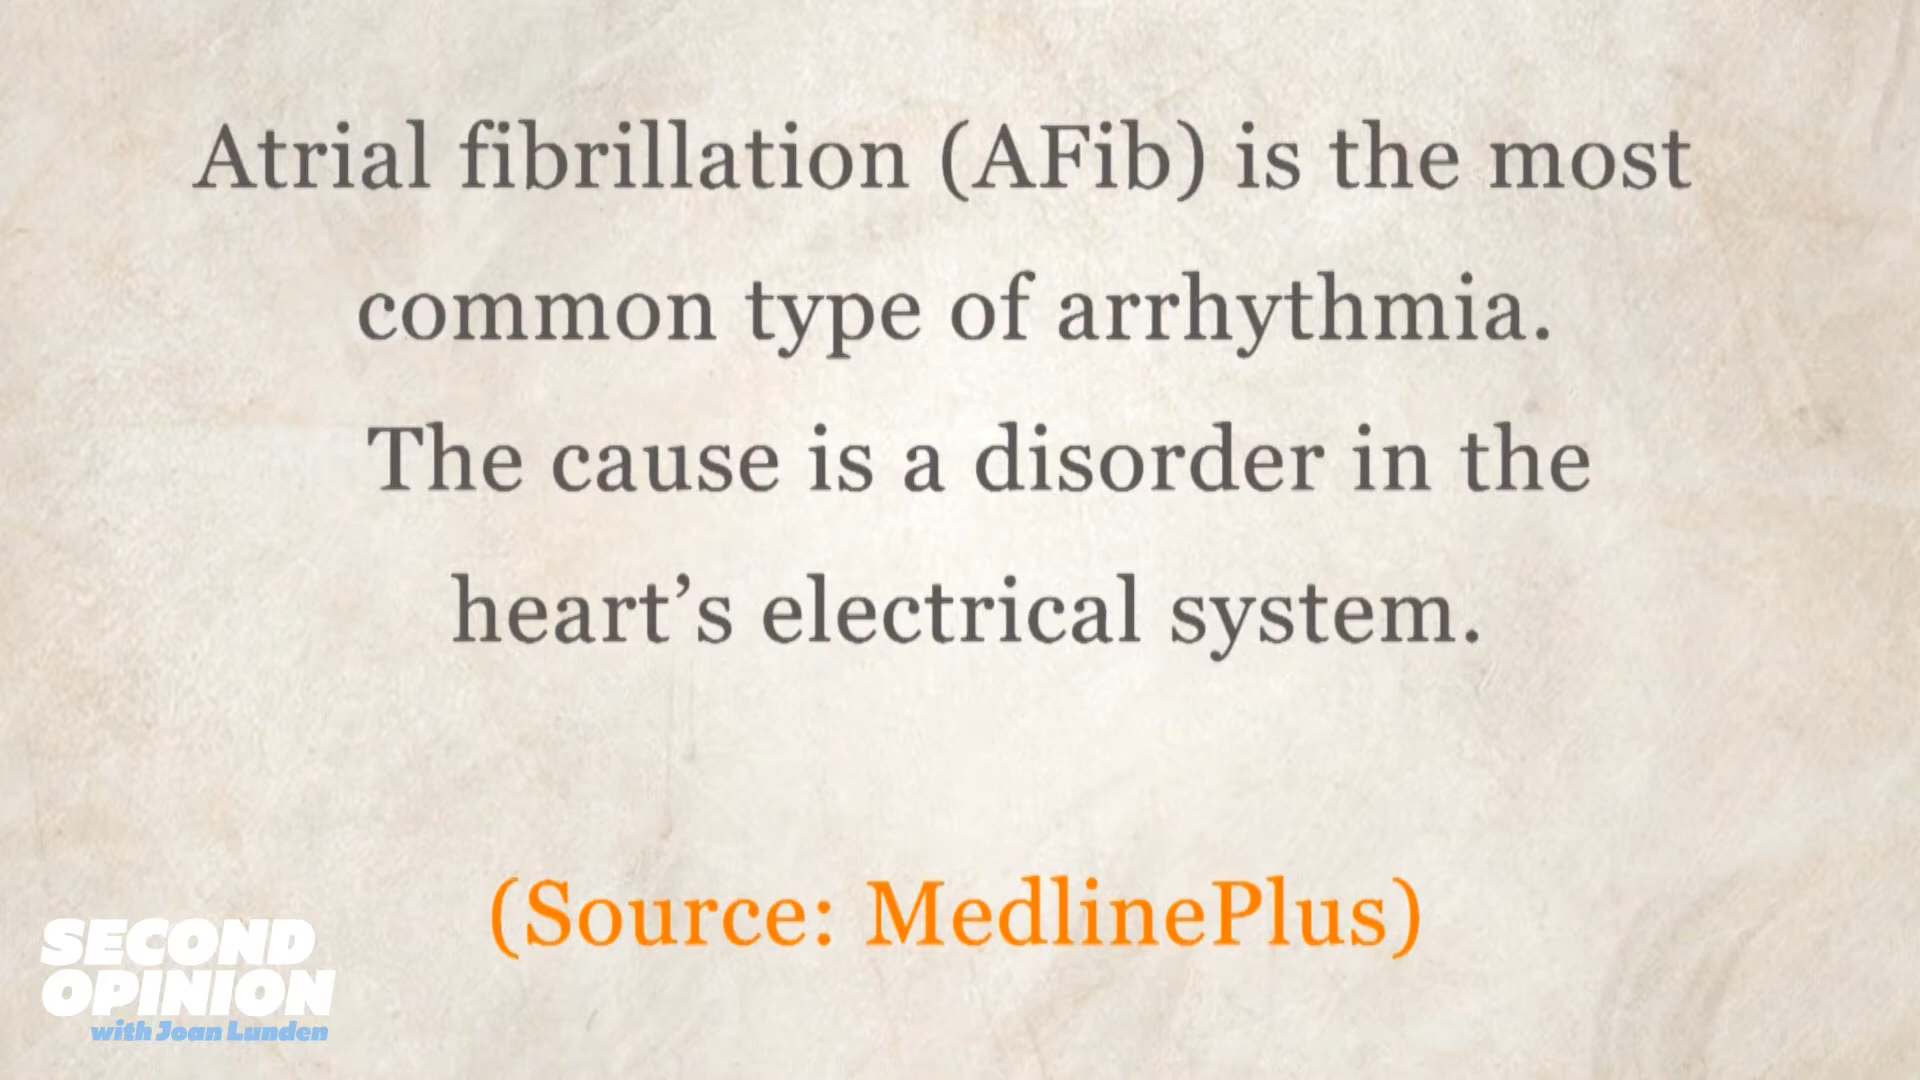 Atrial fibrillation (AFib) is the most
common type of arrhythmia.
The cause is a disorder in the
heart’s electrical system.
(Source: MedlinePlus)
SECOND
OPINION
with Joan Lunden